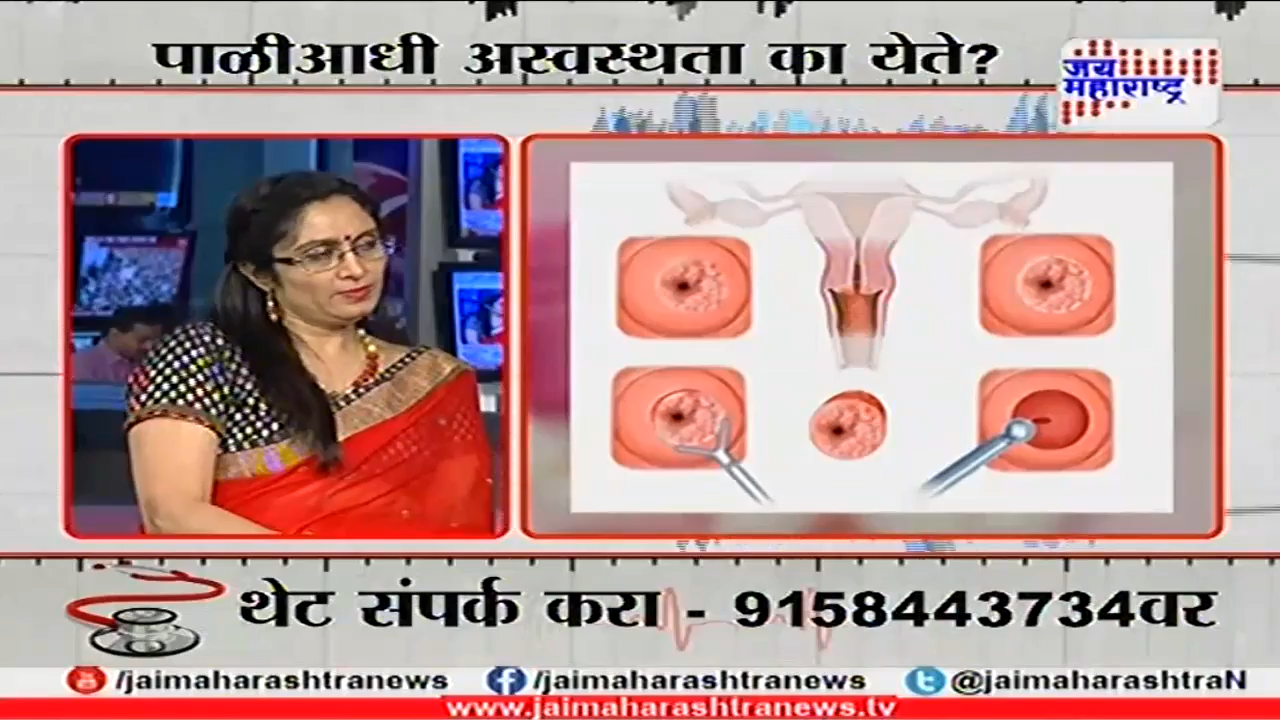 पाळीआधी अस्वस्थता का येते?
जय
महाराष्ट्र
थेट संपर्क करा - 9158443734वर
/jaimaharashtranews /jaimaharashtranews @jaimaharashtraN
www.jaimaharashtranews.tv